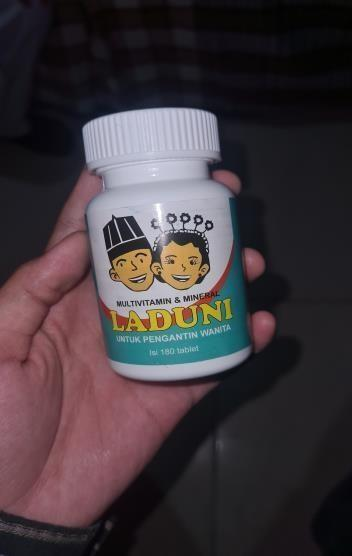 MULTIVITAMIN & MINERAL
LADUNI
UNTUK PENGANTIN WANITA
Isi 180 tablet